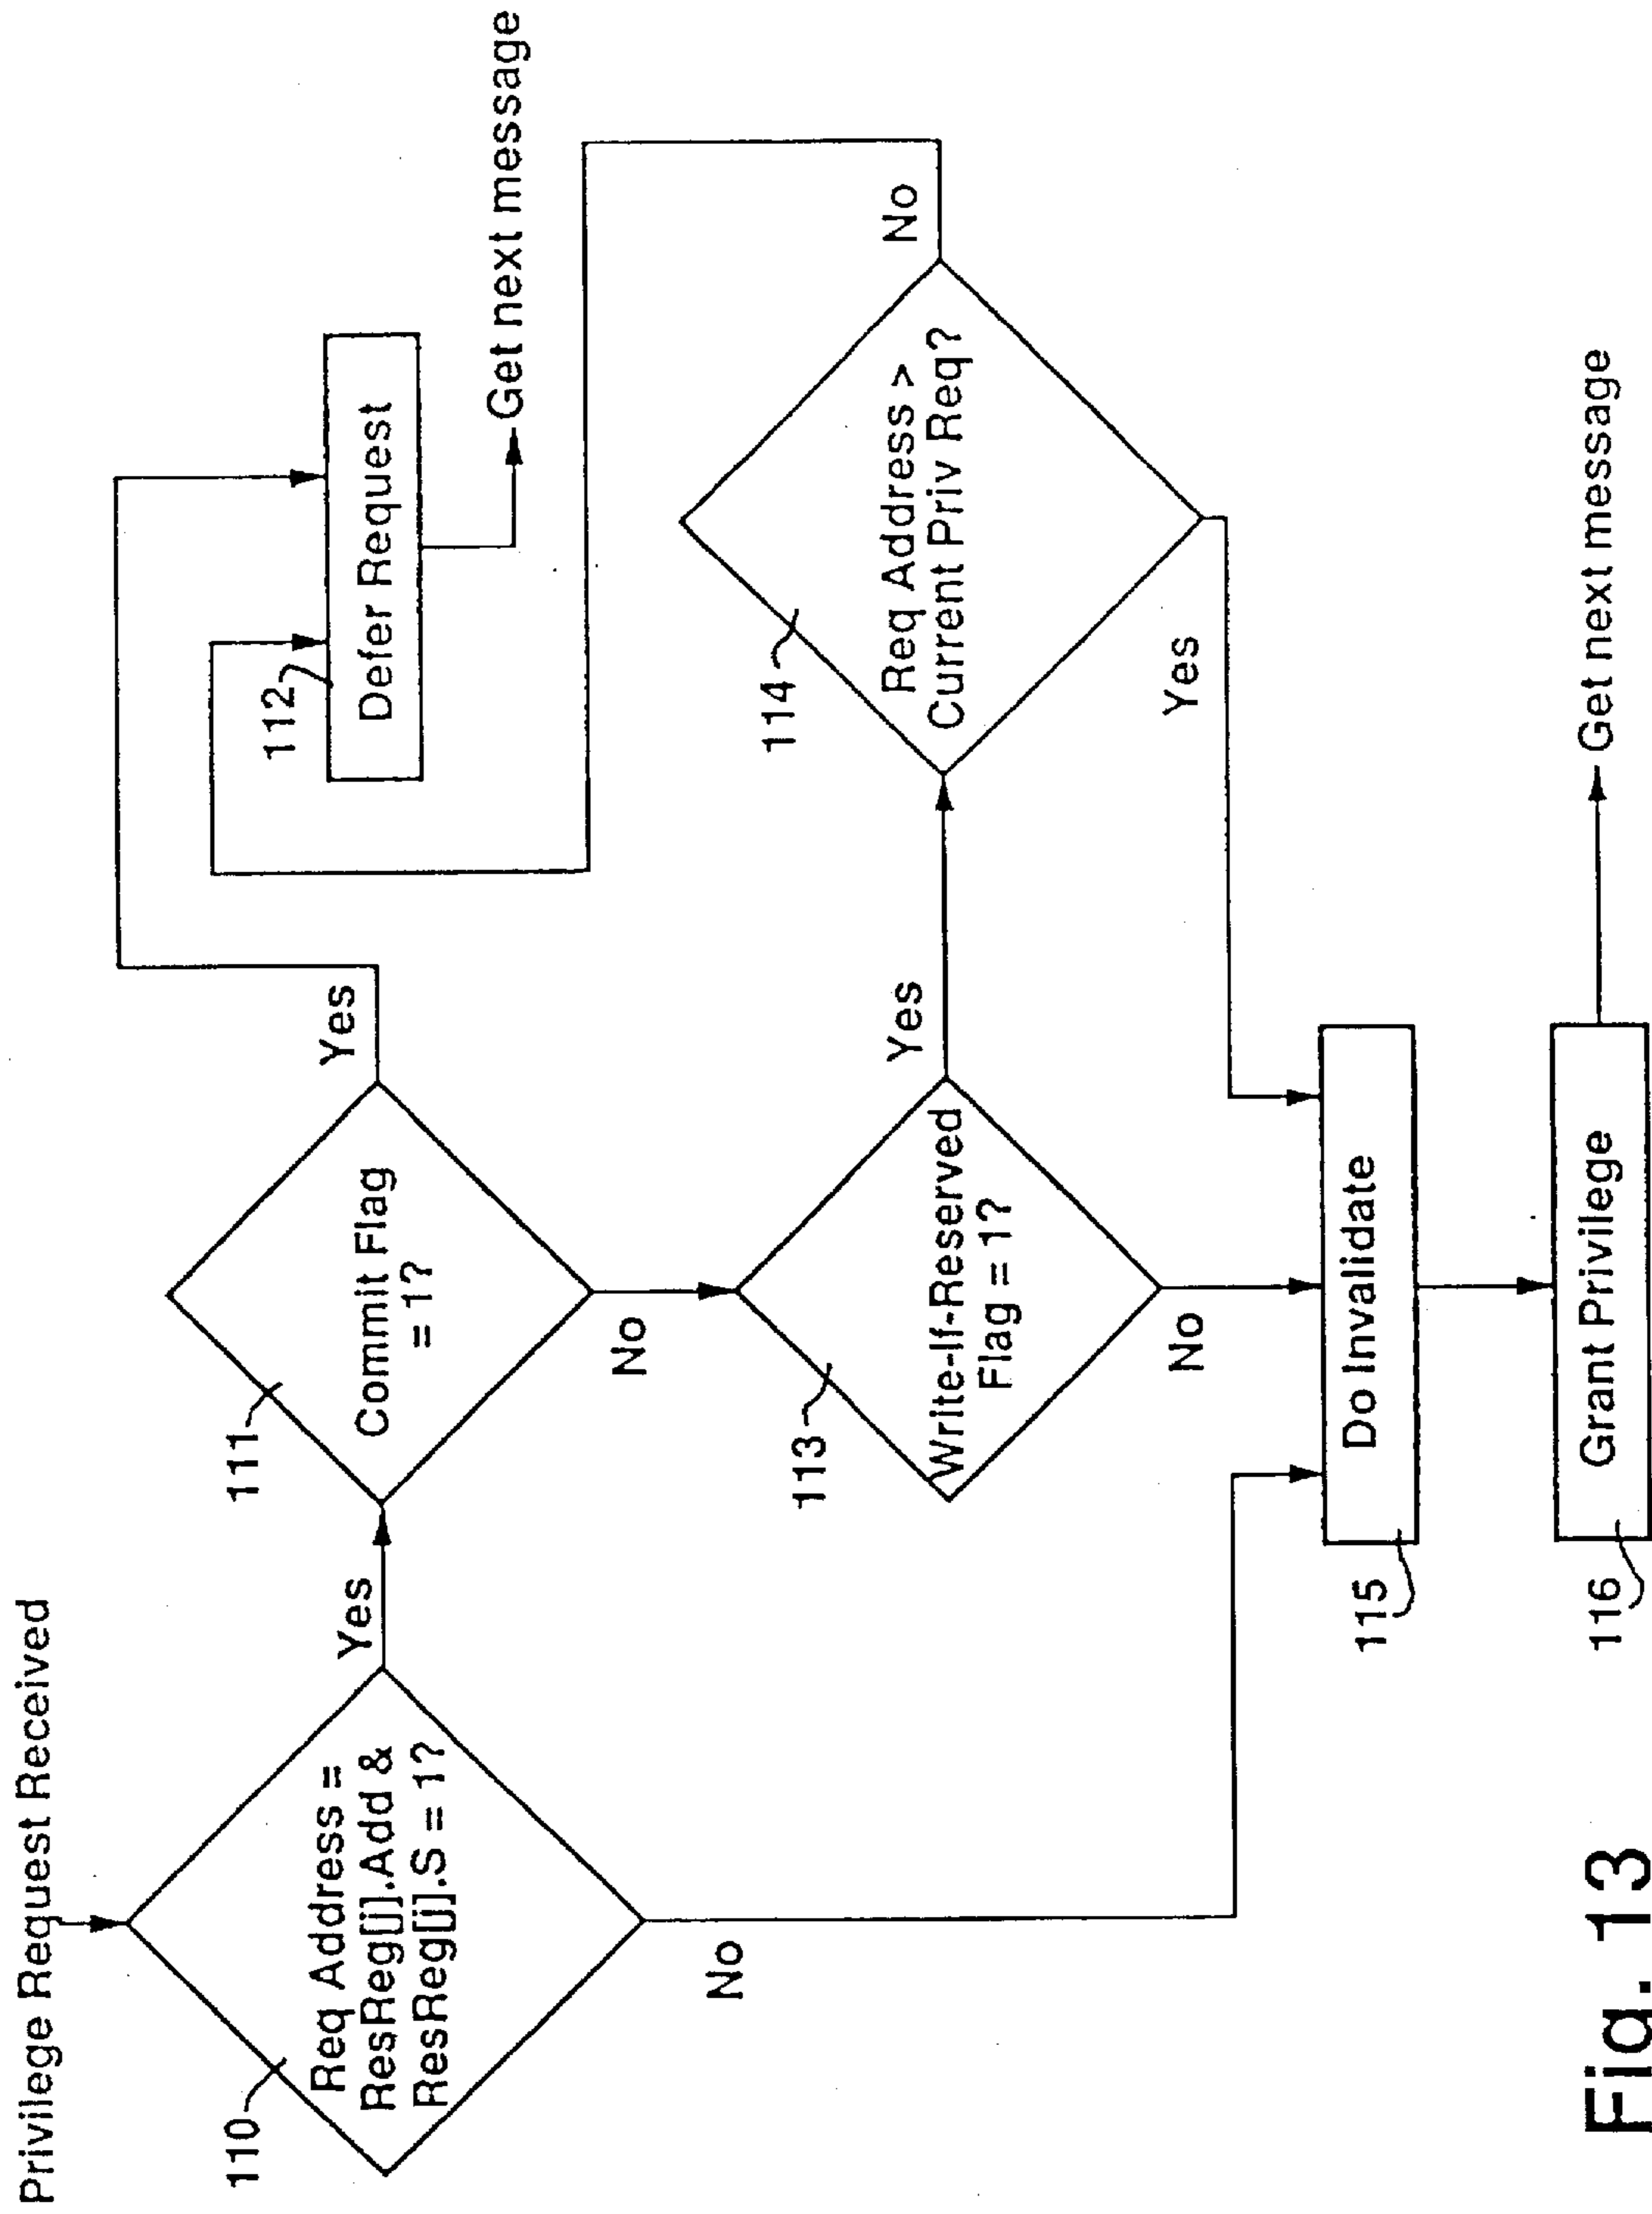 Privilege Request Received
110
Req Address =
ResReg[j].Add &
ResReg[j].S = 1?
Yes
No
111
Commit Flag
= 1?
Yes
No
112
Defer Request
Get next message
113
Write-If-Reserved
Flag = 1?
Yes
No
114
Req Address >
Current Priv Req?
No
Yes
115
Do Invalidate
116
Grant Privilege
Get next message
Fig. 13